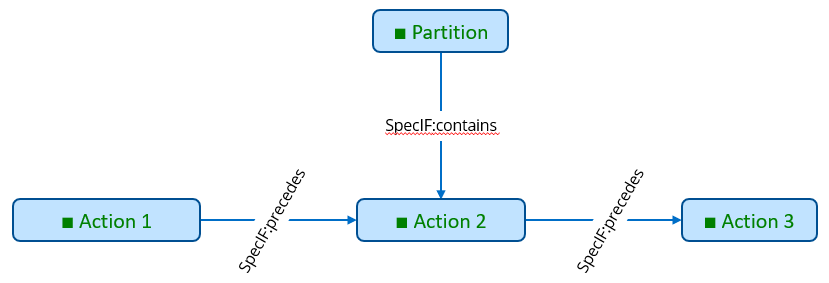 ■ Partition
SpecIF:contains
■ Action 1
SpecIF:precedes
■ Action 2
SpecIF:precedes
■ Action 3